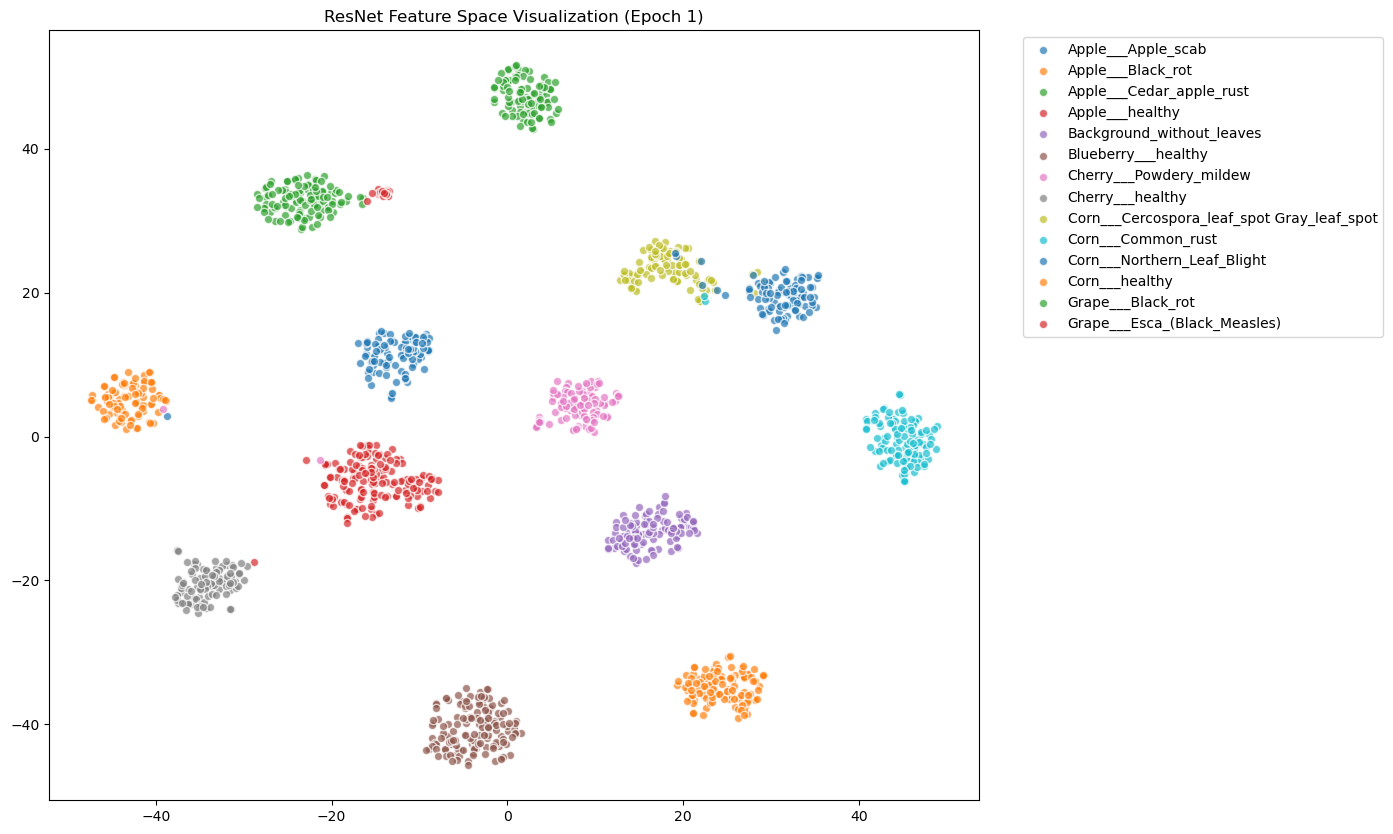 ResNet Feature Space Visualization (Epoch 1)
40
20
0
−20
−40
−40
−20
0
20
40
Apple___Apple_scab
Apple___Black_rot
Apple___Cedar_apple_rust
Apple___healthy
Background_without_leaves
Blueberry___healthy
Cherry___Powdery_mildew
Cherry___healthy
Corn___Cercospora_leaf_spot Gray_leaf_spot
Corn___Common_rust
Corn___Northern_Leaf_Blight
Corn___healthy
Grape___Black_rot
Grape___Esca_(Black_Measles)